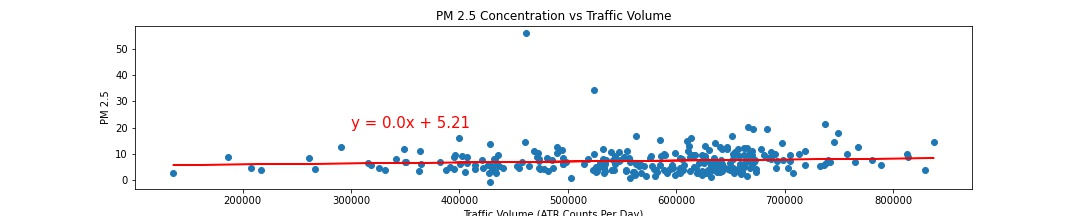 PM 2.5 Concentration vs Traffic Volume
PM 2.5
50
40
30
20
10
0
y = 0.0x + 5.21
200000 300000 400000 500000 600000 700000 800000
Traffic Volume (ATR Counts Per Day)